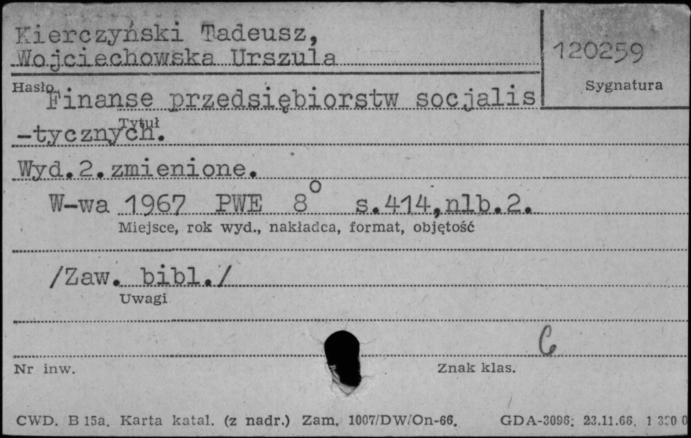 Kierczyński Tadeusz,
Wojciechowska Urszula
120259
Sygnatura
Hasło
Finanse przedsiębiorstw socjalis
-tycznych.
Tytuł
Wyd.2.zmienione.
W-wa 1967 PWE 8° s.414,nlb.2.
Miejsce, rok wyd., nakładca, format, objętość
/Zaw. bibl./
Uwagi
Nr inw.
Znak klas.
CWD. B 15a. Karta katal. (z nadr.) Zam. 1007/DW/On-66. GDA-3096; 23.11.66.